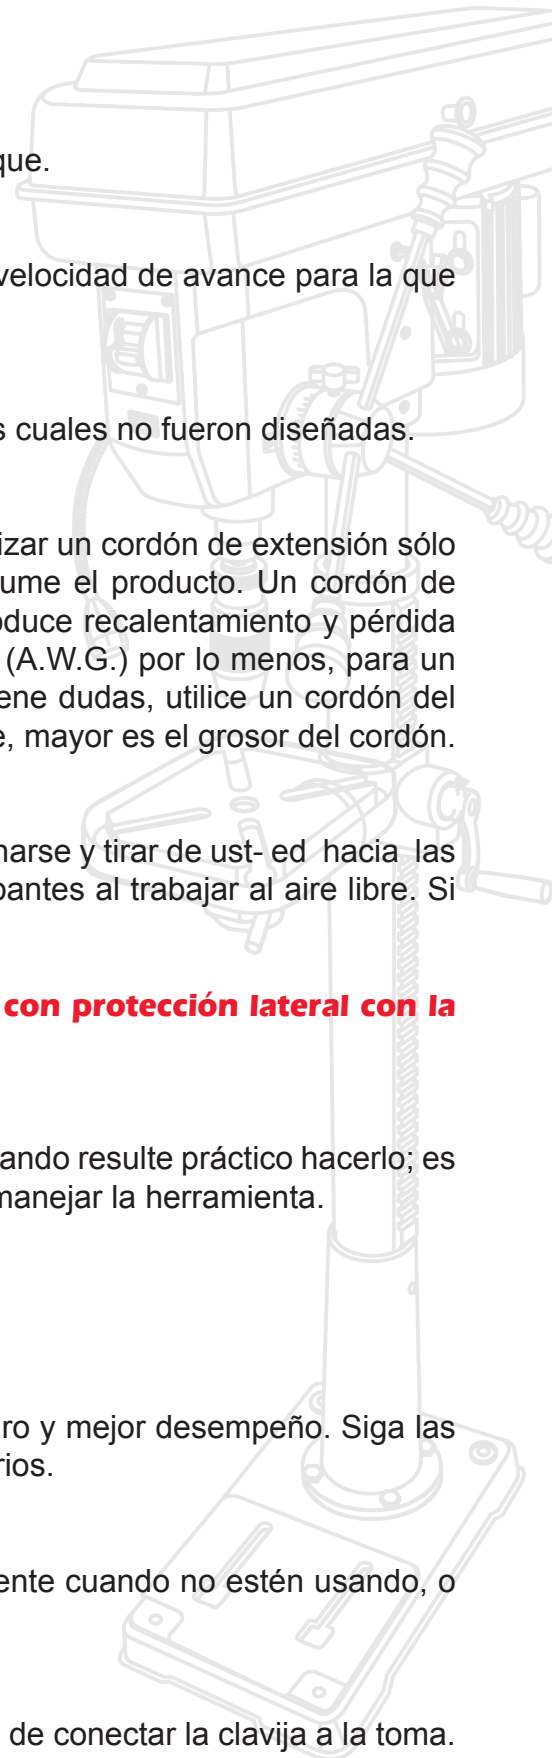 que.
velocidad de avance para la que
s cuales no fueron diseñadas.
izar un cordón de extensión sólo
ume el producto. Un cordón de
oduce recalentamiento y pérdida
(A.W.G.) por lo menos, para un
iene dudas, utilice un cordón del
e, mayor es el grosor del cordón.
narse y tirar de ust- ed hacia las
pantes al trabajar al aire libre. Si
con protección lateral con la
ando resulte práctico hacerlo; es
manejar la herramienta.
ro y mejor desempeño. Siga las
rios.
ente cuando no estén usando, o
de conectar la clavija a la toma.